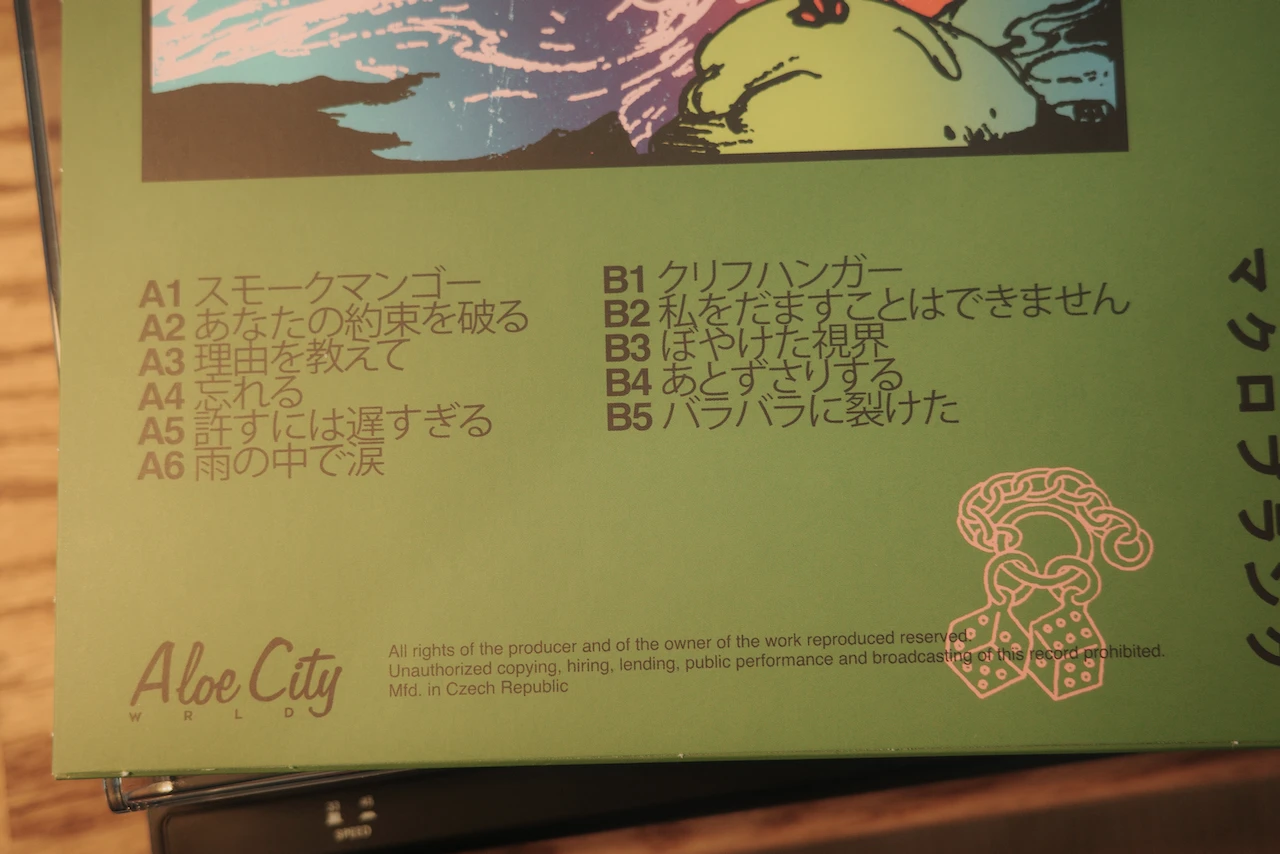 A1 スモークマンゴー
A2 あなたの約束を破る
A3 理由を教えて
A4 忘れる
A5 許すには遅すぎる
A6 雨の中で涙
B1 クリフハンガー
B2 私をだますことはできません
B3 ぼやけた視界
B4 あとずさりする
B5 バラバラに裂けた
マクロブランク
Aloe City
W R L D
All rights of the producer and of the owner of the work reproduced reserved.
Unauthorized copying, hiring, lending, public performance and broadcasting of this record prohibited.
Mfd. in Czech Republic
33 45
SPEED